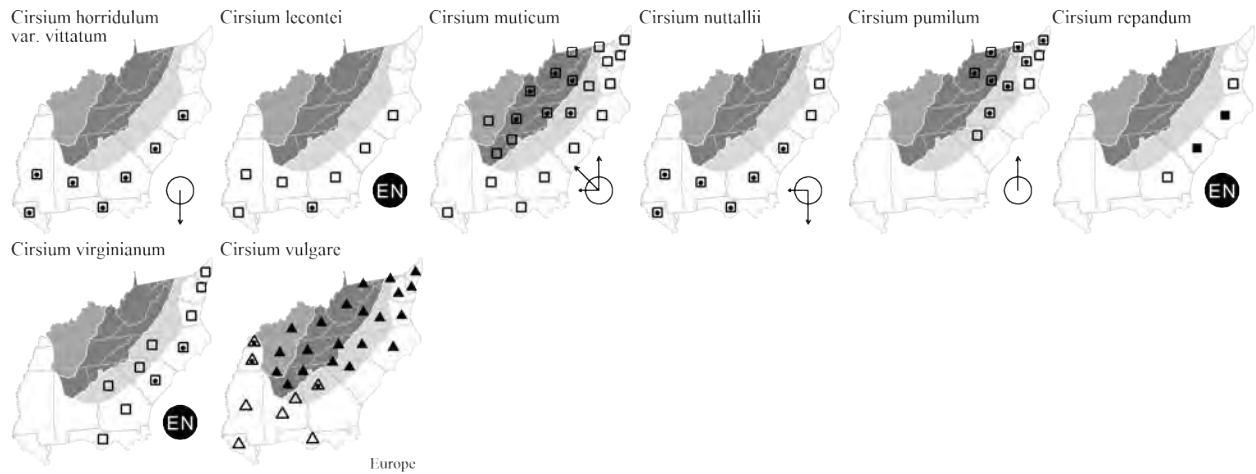 Cirsium horridulum
var. vittatum
Cirsium lecontei
Cirsium muticum
Cirsium nuttallii
Cirsium pumilum
Cirsium repandum
EN
EN
Cirsium virginianum
Cirsium vulgare
EN
Europe